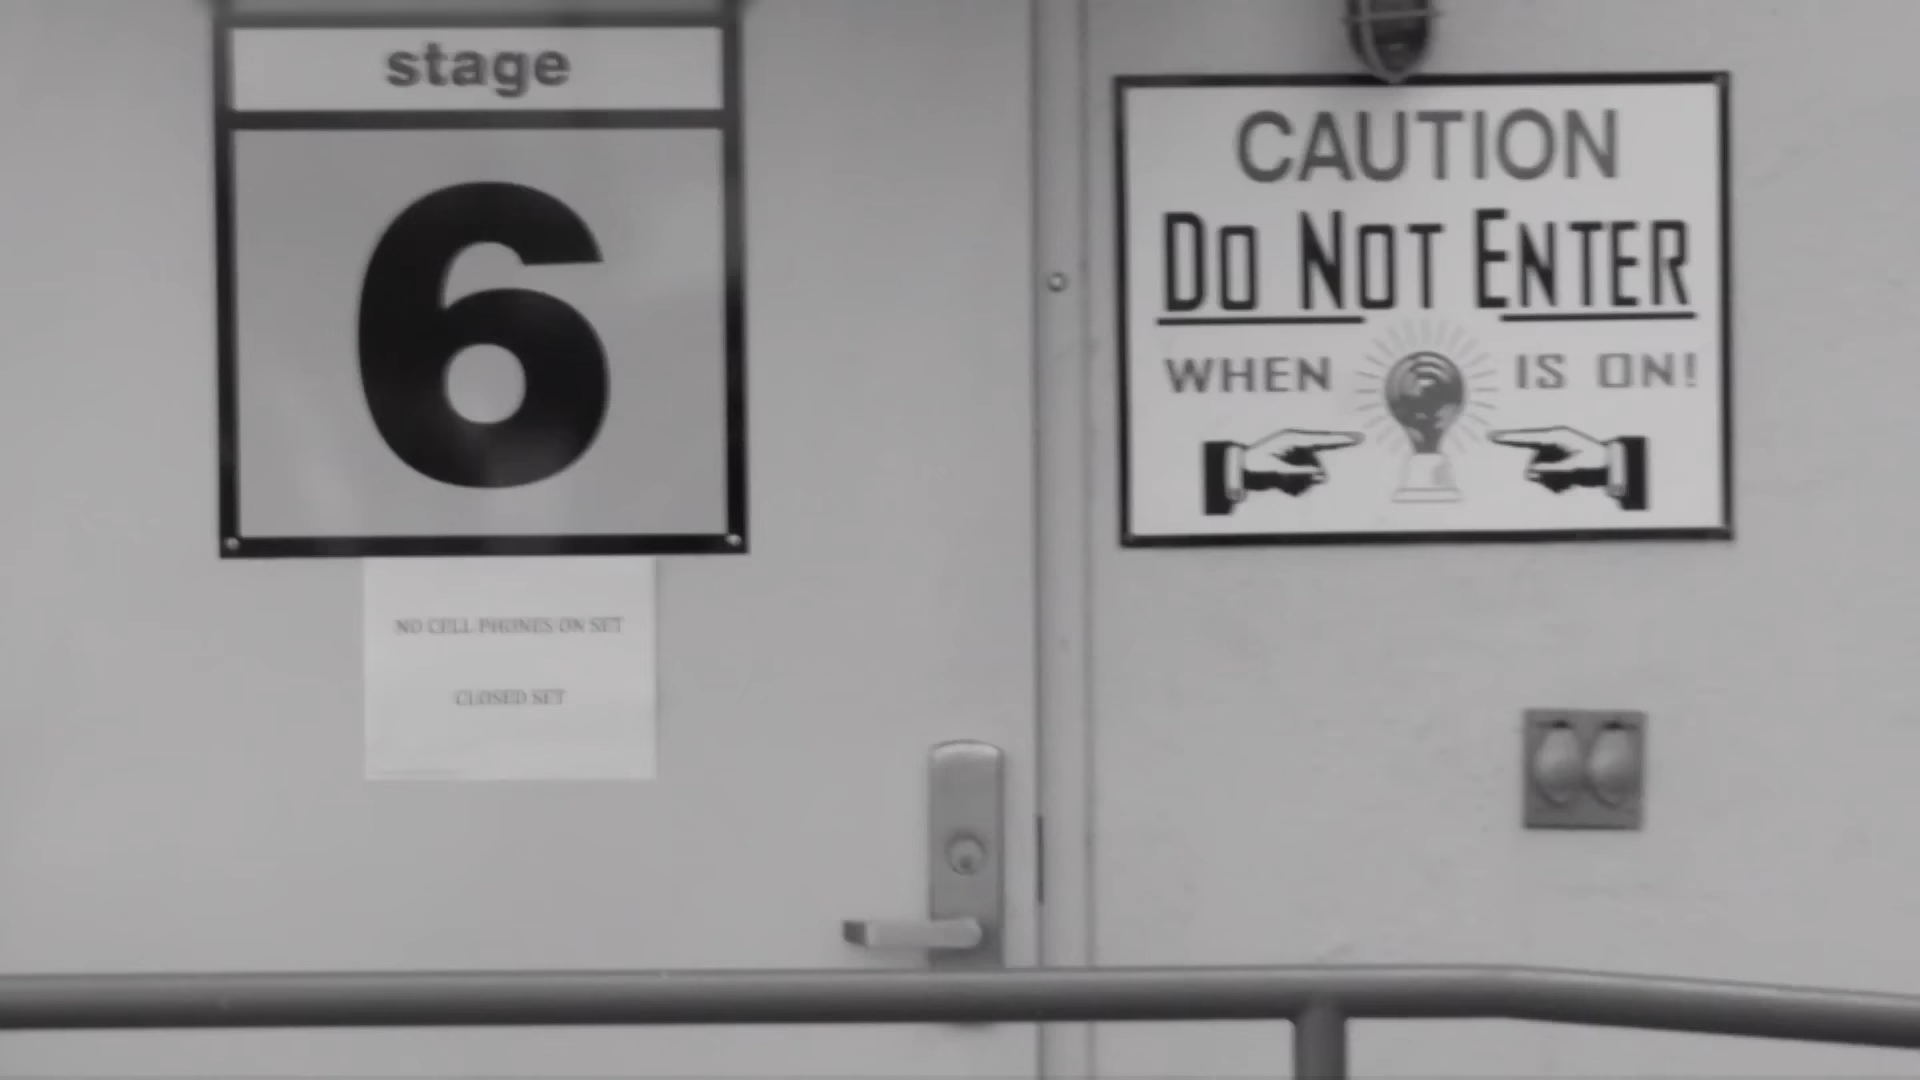 stage
6
NO CELL PHONES ON SET
CLOSED SET
CAUTION
DO NOT ENTER
WHEN IS ON!